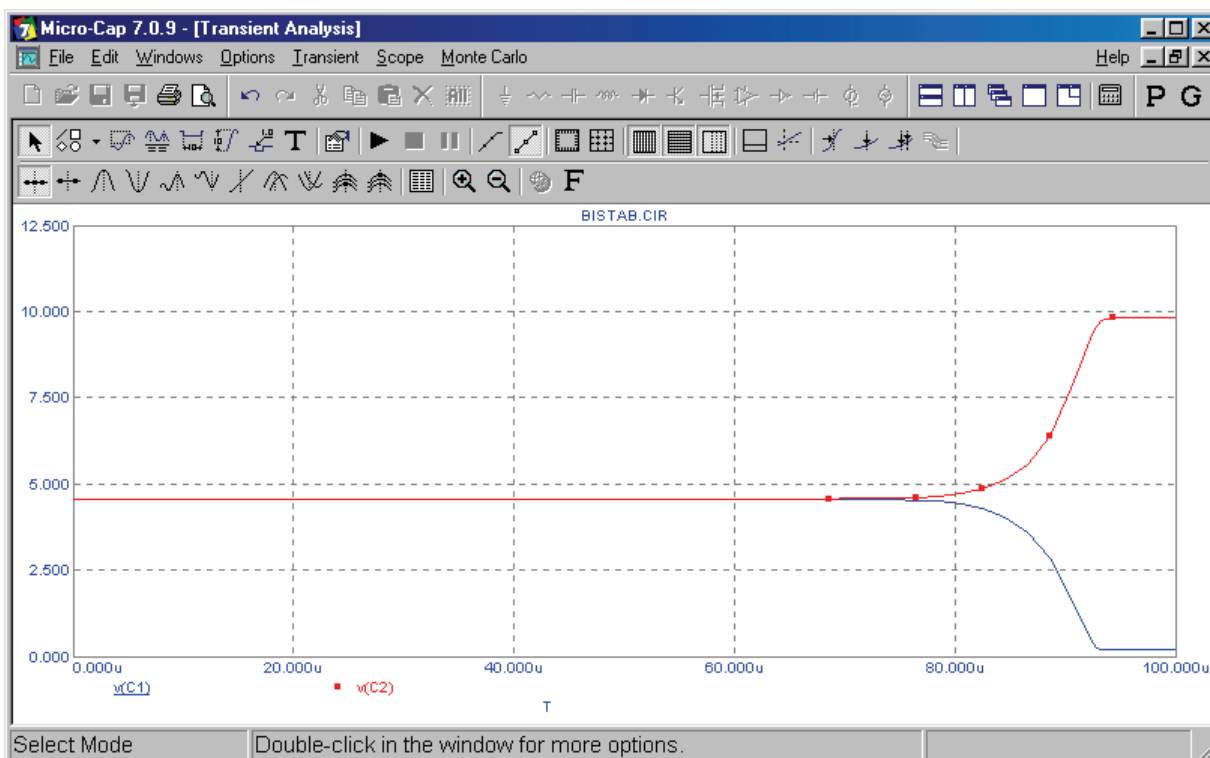 Micro-Cap 7.0.9 - [Transient Analysis]
File Edit Windows Options Transient Scope Monte Carlo Help
P G
T
F
BISTAB.CIR
12.500
10.000
7.500
5.000
2.500
0.000
0.000u 20.000u 40.000u 60.000u 80.000u 100.000u
v(C1) v(C2)
T
Select Mode Double-click in the window for more options.